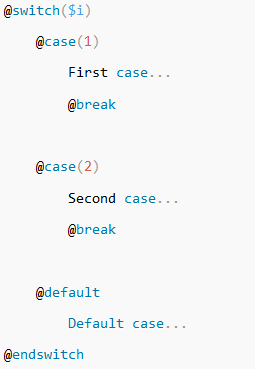 @switch($i)
    @case(1)
        First case...
        @break

    @case(2)
        Second case...
        @break

    @default
        Default case...
@endswitch